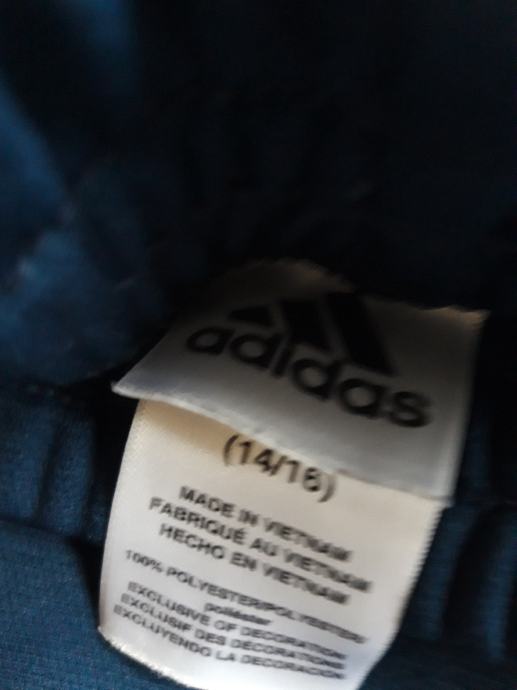 adidas
(14/16)
MADE IN VIETNAM
FABRIQUÉ AU VIETNAM
HECHO EN VIETNAM
100% POLYESTER/POLYESTER/
poliéster
EXCLUSIVE OF DECORATION
EXCLUSIF DES DÉCORATIONS
EXCLUYENDO LA DECORACIÓN